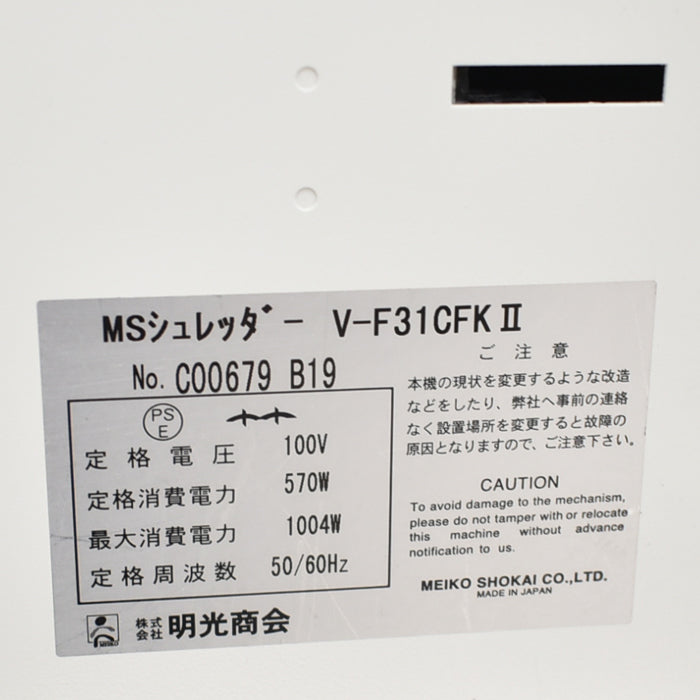 MSシュレッダー V-F31CFKⅡ
No. C00679 B19
PS
E
定格電圧 100V
定格消費電力 570W
最大消費電力 1004W
定格周波数 50/60Hz
株式
会社 明光商会
ご注意
本機の現状を変更するような改造
などをしたり、弊社へ事前の連絡
なく設置場所を変更すると故障の
原因となりますので、ご注意下さい。
CAUTION
To avoid damage to the mechanism,
please do not tamper with or relocate
this machine without advance
notification to us.
MEIKO SHOKAI CO.,LTD.
MADE IN JAPAN